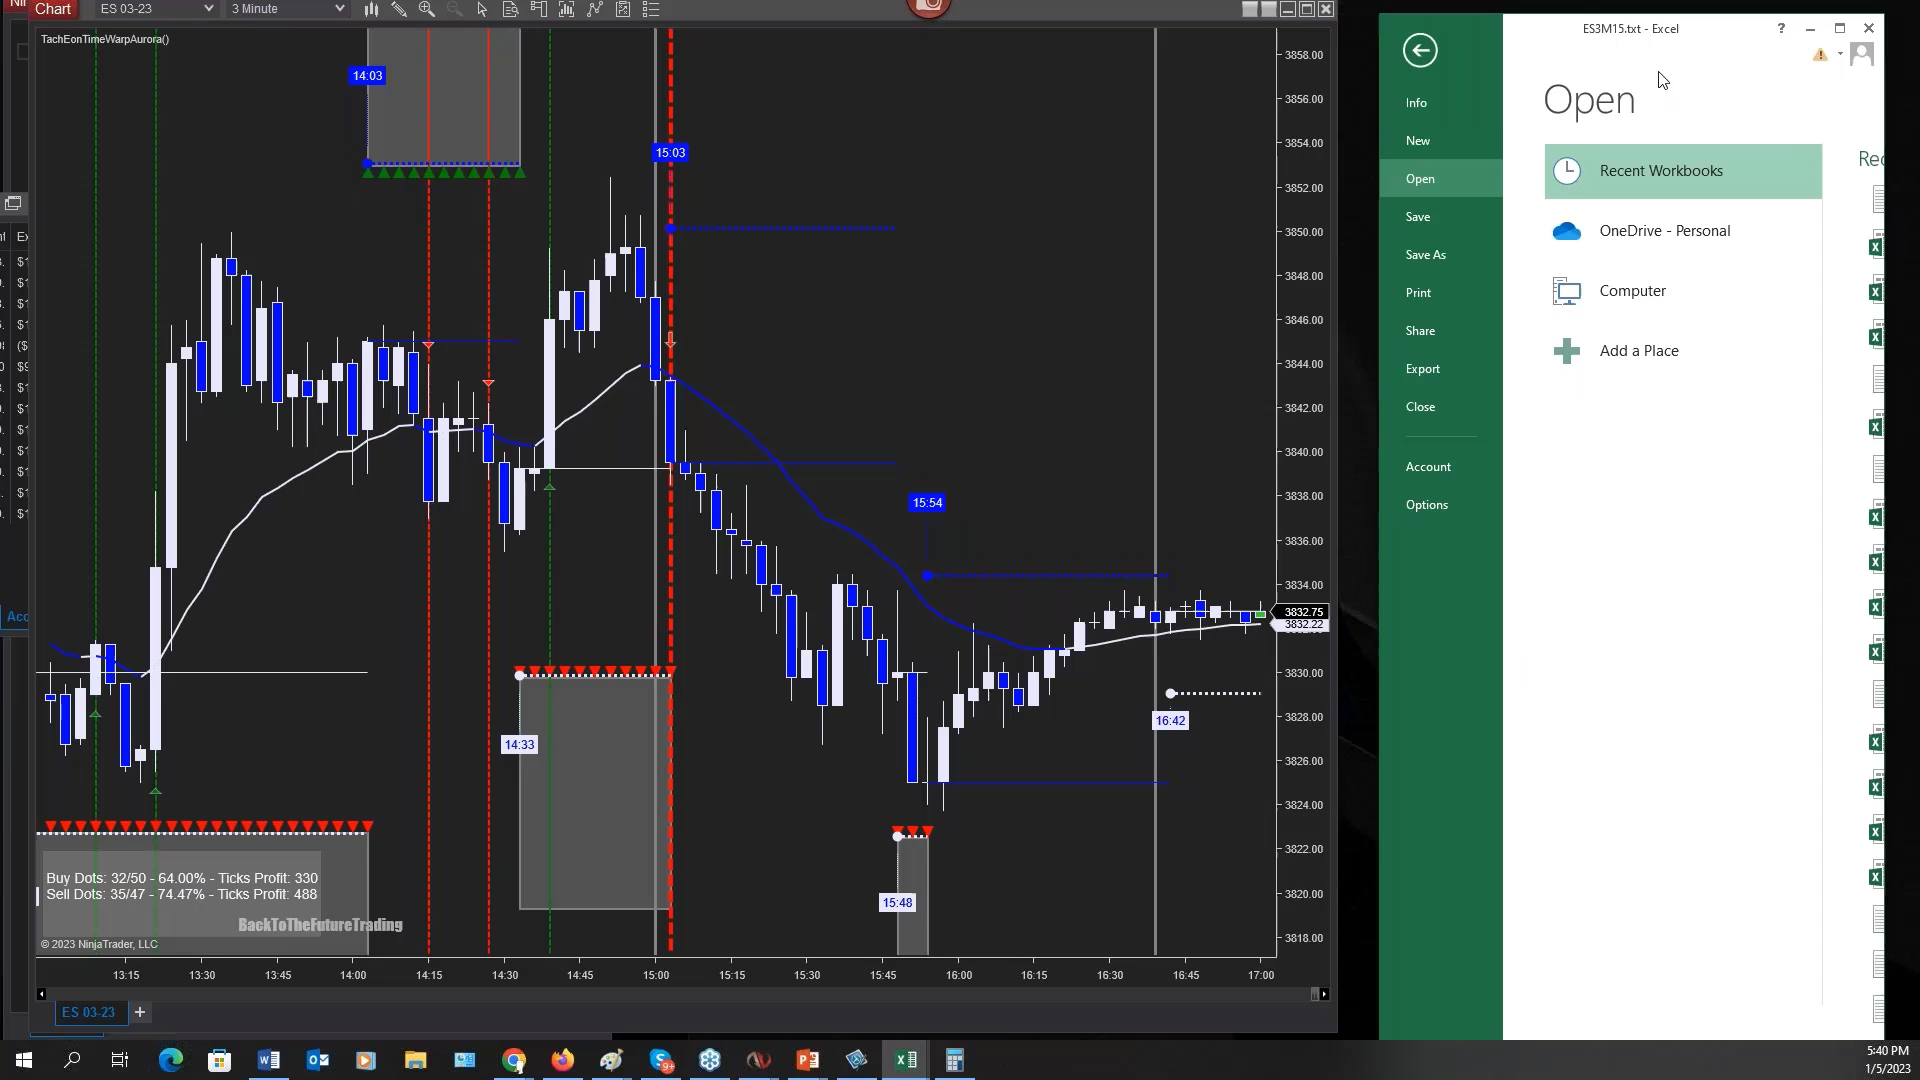 Chart
ES 03-23
3 Minute
TachEonTimeWarpAurora()
14:03
15:03
15:54
14:33
16:42
15:48
3858.00
3856.00
3854.00
3852.00
3850.00
3848.00
3846.00
3844.00
3842.00
3840.00
3838.00
3836.00
3834.00
3832.75
3832.22
3830.00
3828.00
3826.00
3824.00
3822.00
3820.00
3818.00
Buy Dots: 32/50 - 64.00% - Ticks Profit: 330
Sell Dots: 35/47 - 74.47% - Ticks Profit: 488
BackToTheFutureTrading
© 2023 NinjaTrader, LLC
13:15 13:30 13:45 14:00 14:15 14:30 14:45 15:00 15:15 15:30 15:45 16:00 16:15 16:30 16:45 17:00
ES 03-23 +
ES3M15.txt - Excel
Info
New
Open
Save
Save As
Print
Share
Export
Close
Account
Options
Open
Recent Workbooks
OneDrive - Personal
Computer
Add a Place
5:40 PM
1/5/2023